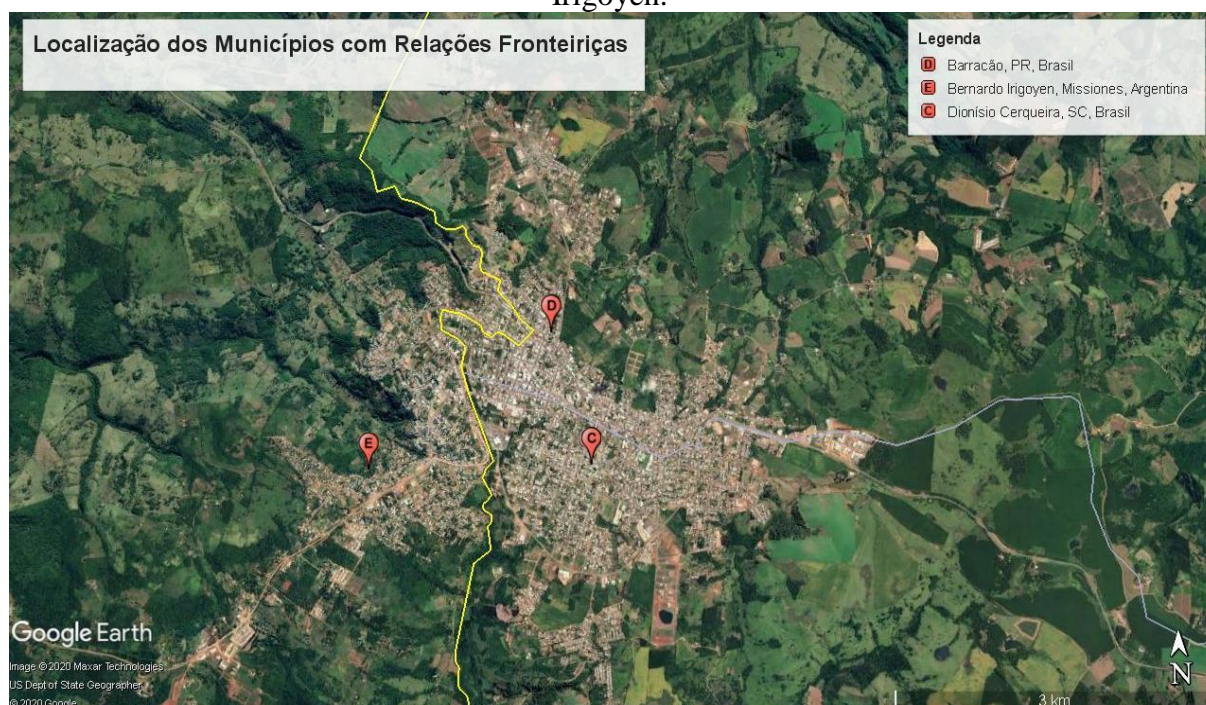 Irigoyen.
Localização dos Municípios com Relações Fronteiriças
Legenda
D Barracão, PR, Brasil
E Bernardo Irigoyen, Missiones, Argentina
C Dionísio Cerqueira, SC, Brasil
D
C
E
Google Earth
Image © 2020 Maxar Technologies
US Dept of State Geographer
© 2020 Google
N
3 km